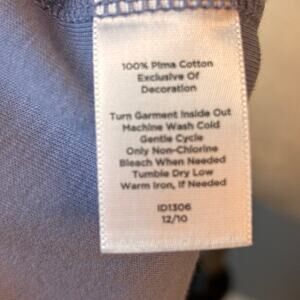 100% Pima Cotton
Exclusive Of
Decoration
Turn Garment Inside Out
Machine Wash Cold
Gentle Cycle
Only Non-Chlorine
Bleach When Needed
Tumble Dry Low
Warm Iron, If Needed
ID1306
12/10